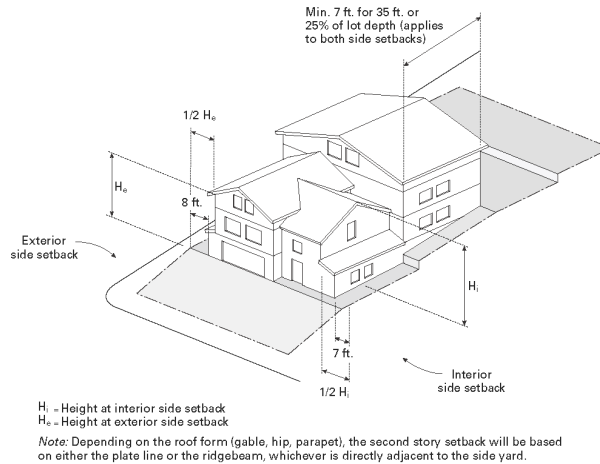 Min. 7 ft. for 35 ft. or
25% of lot depth (applies
to both side setbacks)
1/2 He
He
8 ft.
Exterior
side setback
Hi
7 ft.
1/2 Hi
Interior
side setback
Hi = Height at interior side setback
He = Height at exterior side setback
Note: Depending on the roof form (gable, hip, parapet), the second story setback will be based
on either the plate line or the ridgebeam, whichever is directly adjacent to the side yard.